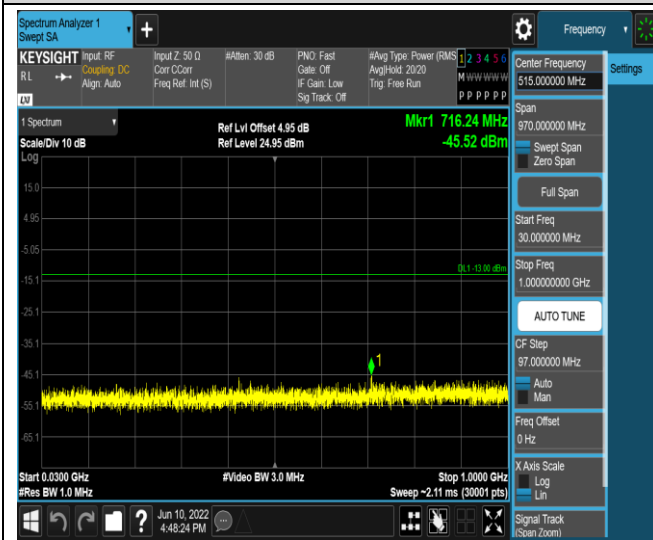 Spectrum Analyzer 1
Swept SA
Frequency
KEYSIGHT
RL
LXI
Input: RF
Coupling: DC
Align: Auto
Input Z: 50 Ω
Corr CCorr
Freq Ref: Int (S)
#Atten: 30 dB
PNO: Fast
Gate: Off
IF Gain: Low
Sig Track: Off
#Avg Type: Power (RMS
Avg|Hold: 20/20
Trig: Free Run
1 2 3 4 5 6
M W W W W W
P P P P P P
1 Spectrum
Scale/Div 10 dB
Log
Ref Lvl Offset 4.95 dB
Ref Level 24.95 dBm
Mkr1 716.24 MHz
-45.52 dBm
15.0
4.95
-5.05
-15.1
-25.1
-35.1
-45.1
-55.1
-65.1
DL1 -13.00 dBm
1
Start 0.0300 GHz
#Res BW 1.0 MHz
#Video BW 3.0 MHz
Stop 1.0000 GHz
Sweep ~2.11 ms (30001 pts)
Jun 10, 2022
4:48:24 PM
?
Center Frequency
515.000000 MHz
Settings
Span
970.000000 MHz
Swept Span
Zero Span
Full Span
Start Freq
30.000000 MHz
Stop Freq
1.000000000 GHz
AUTO TUNE
CF Step
97.000000 MHz
Auto
Man
Freq Offset
0 Hz
X Axis Scale
Log
Lin
Signal Track
(Span Zoom)